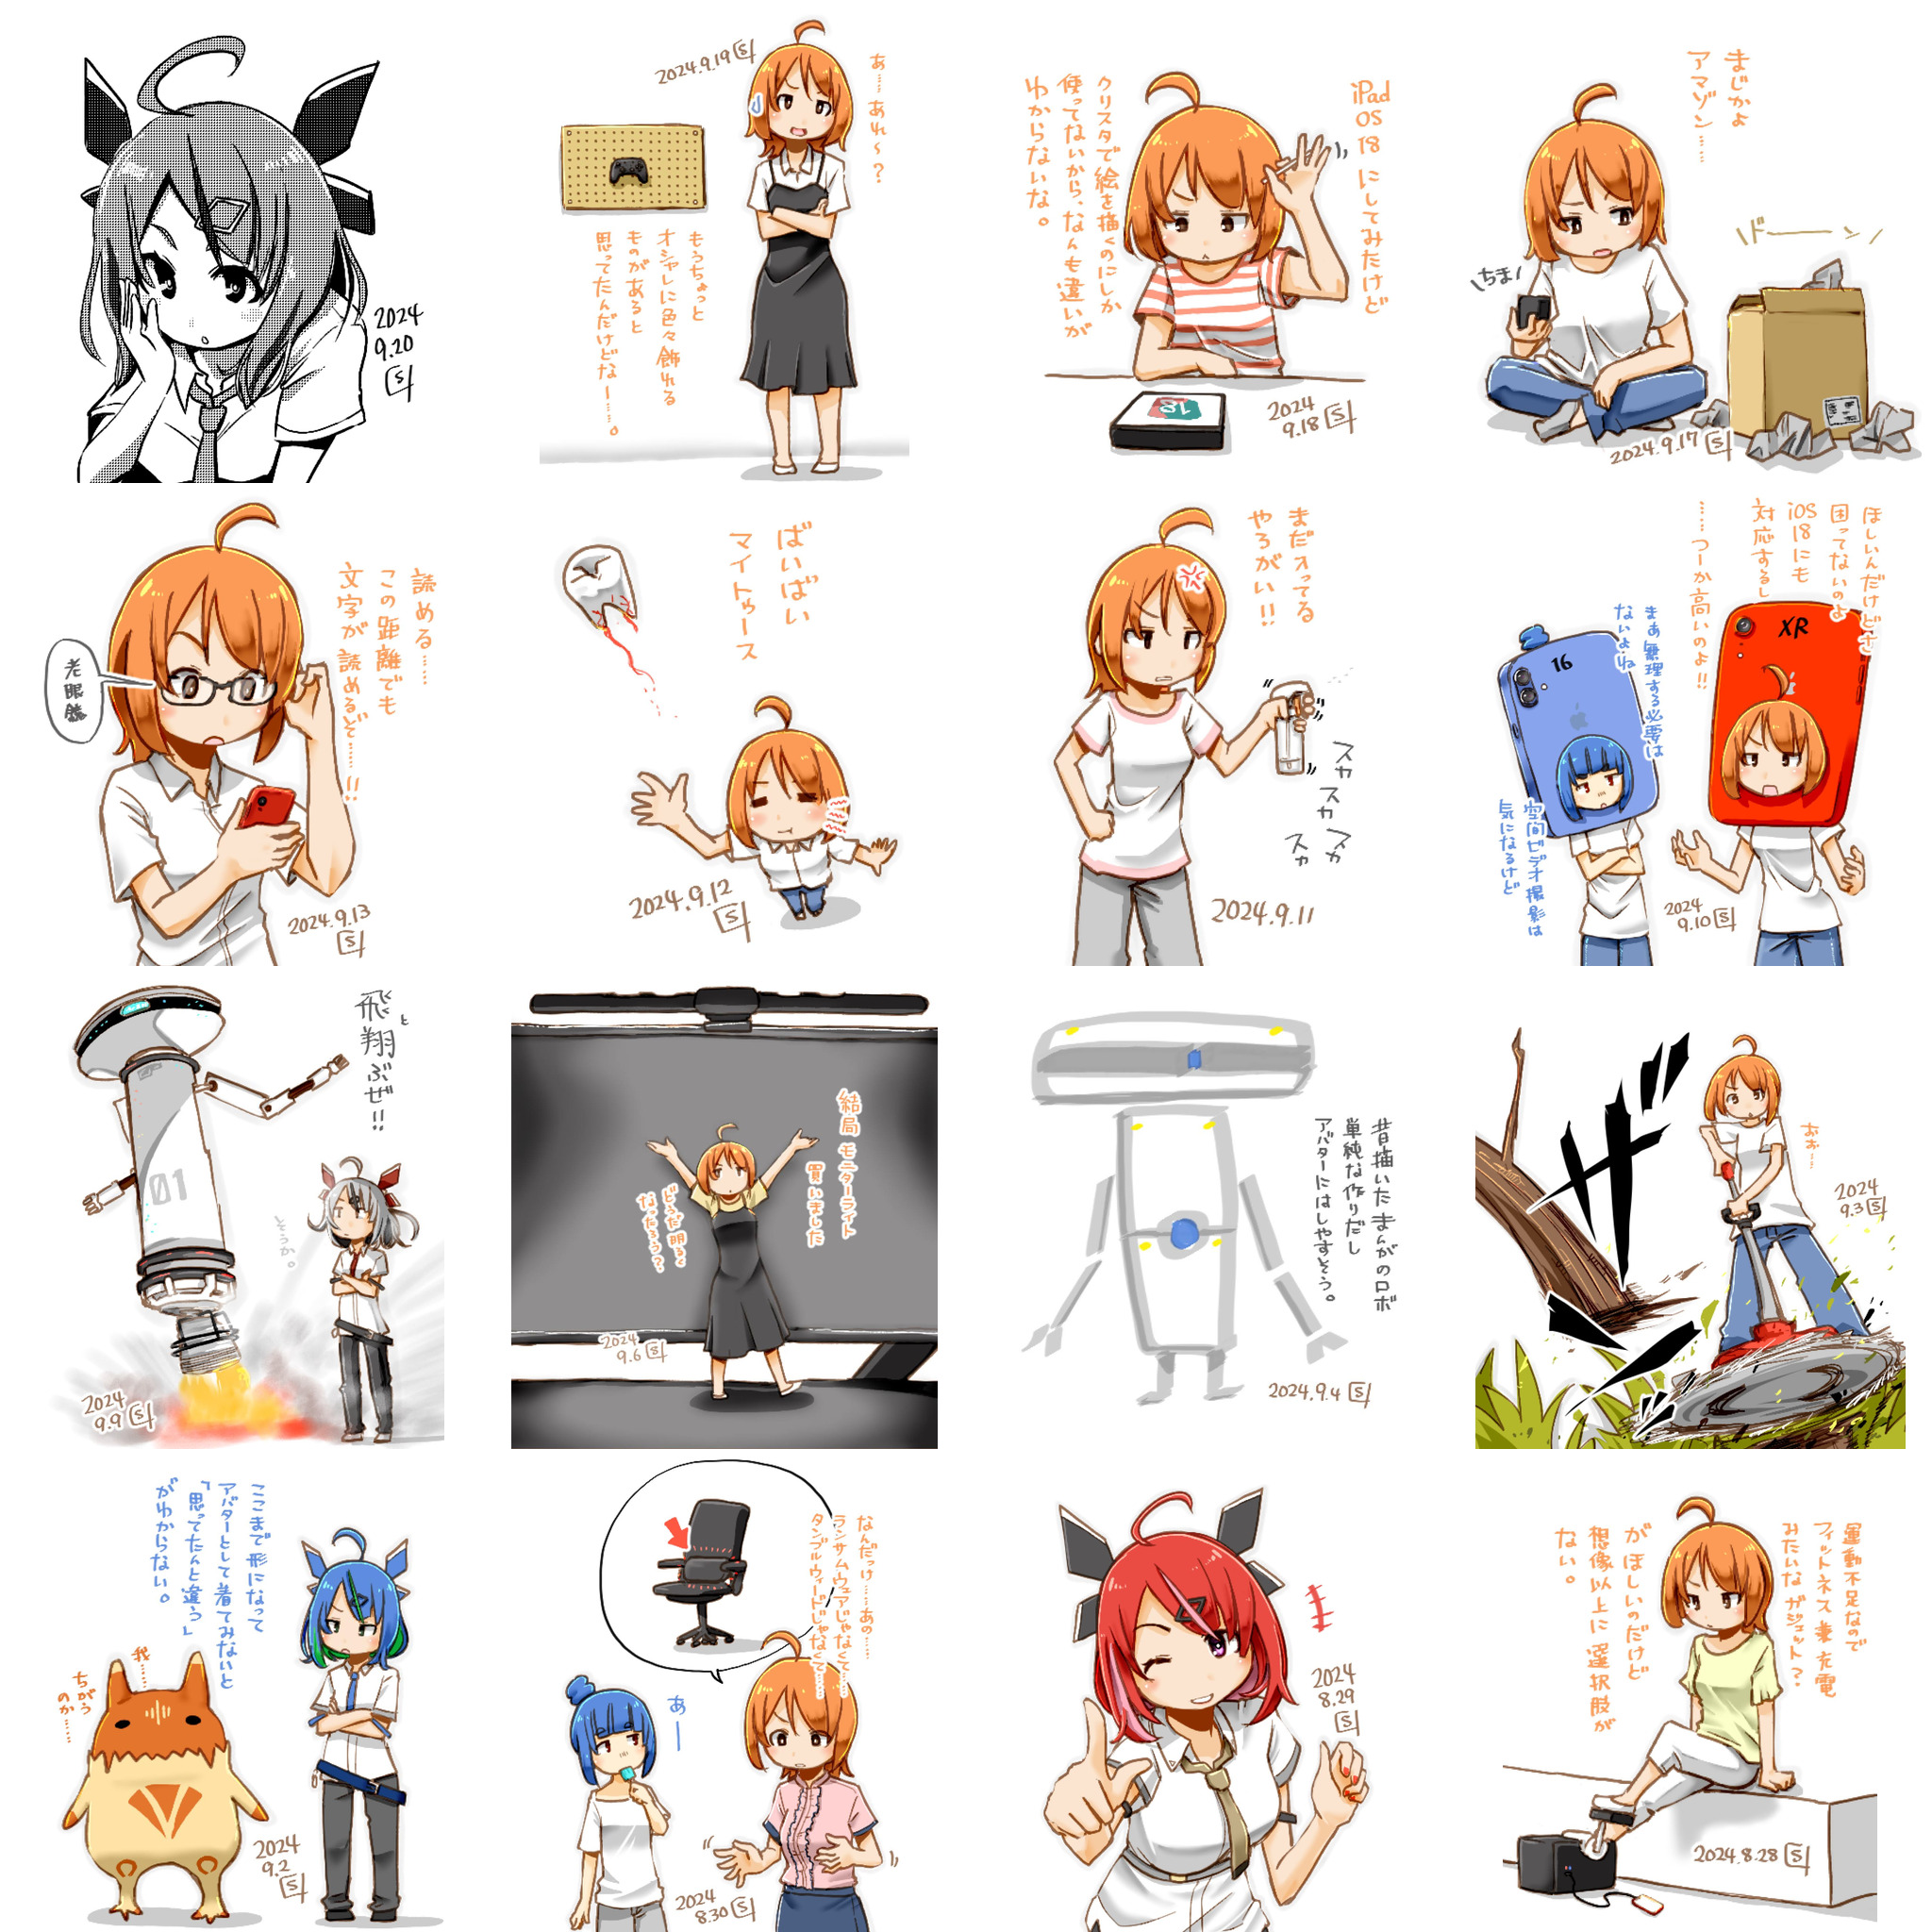 2024
9.20
S
2024.9.19 S
あ……あれ〜?
もうちょっと
オシャレに色々飾れる
ものがあると
思ってたんだけどなー……。
iPad
OS
18 にしてみたけど
クリスタで絵を描くのにしか
使ってないから、なんも違いが
わからないな。
18
2024
9.18 S
まじかよ
アマゾン……
ちま
ドーーン
2024.9.17 S
読める……
この距離でも
文字が読めるぞ……!!
老眼鏡
2024.9.13
S
ばいばい
マイトゥース
2024.9.12
S
まだ入ってる
やろがい!!
スカ
スカ
スカ
スカ
2024.9.11
ほしいんだけどさ
困ってないのよ
iOS
18にも
対応するし
……つーか高いのよ!!
XR
16
まあ無理する必要は
ないよね
空間ビデオ撮影は
気になるけど
2024
9.10 S
飛翔ぶぜ!!
と
01
そうか。
2024
9.9 S
結局 モニターライト
買いました
どうだ明るく
なっただろう?
2024
9.6 S
昔描いたまんがのロボ
単純な作りだし
アバターにはしやすそう。
2024.9.4 S
おお……
2024
9.3 S
ここまで形になって
アバターとして着てみないと
「思ってたんと違う」
がわからない。
我……
ちがう
のか……
2024
9.2
S
なんだっけ……あの……
ランサムウェアじゃなくて……
タンブルウィードじゃなくて……
あー
2024
8.30 S
2024
8.29
S
運動不足なので
フィットネス兼充電
みたいなガジェット?
がほしいのだけど
想像以上に選択肢が
ない。
2024.8.28 S